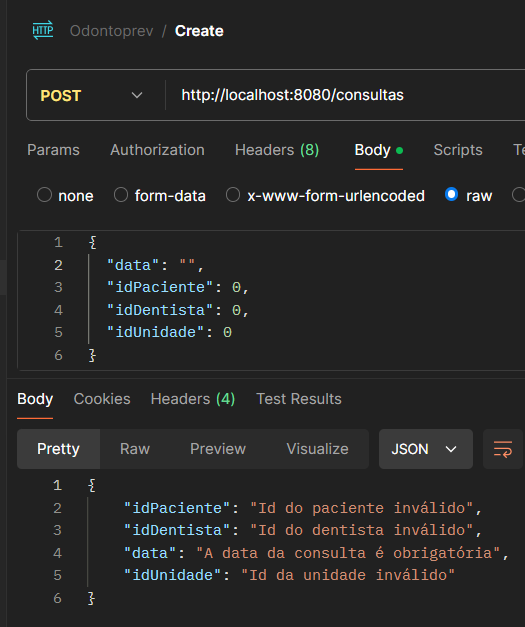 HTTP Odontoprev / Create
POST http://localhost:8080/consultas
Params Authorization Headers (8) Body Scripts
none form-data x-www-form-urlencoded raw
1 {
2 "data": "",
3 "idPaciente": 0,
4 "idDentista": 0,
5 "idUnidade": 0
6 }
Body Cookies Headers (4) Test Results
Pretty Raw Preview Visualize JSON
1 {
2 "idPaciente": "Id do paciente inválido",
3 "idDentista": "Id do dentista inválido",
4 "data": "A data da consulta é obrigatória",
5 "idUnidade": "Id da unidade inválido"
6 }